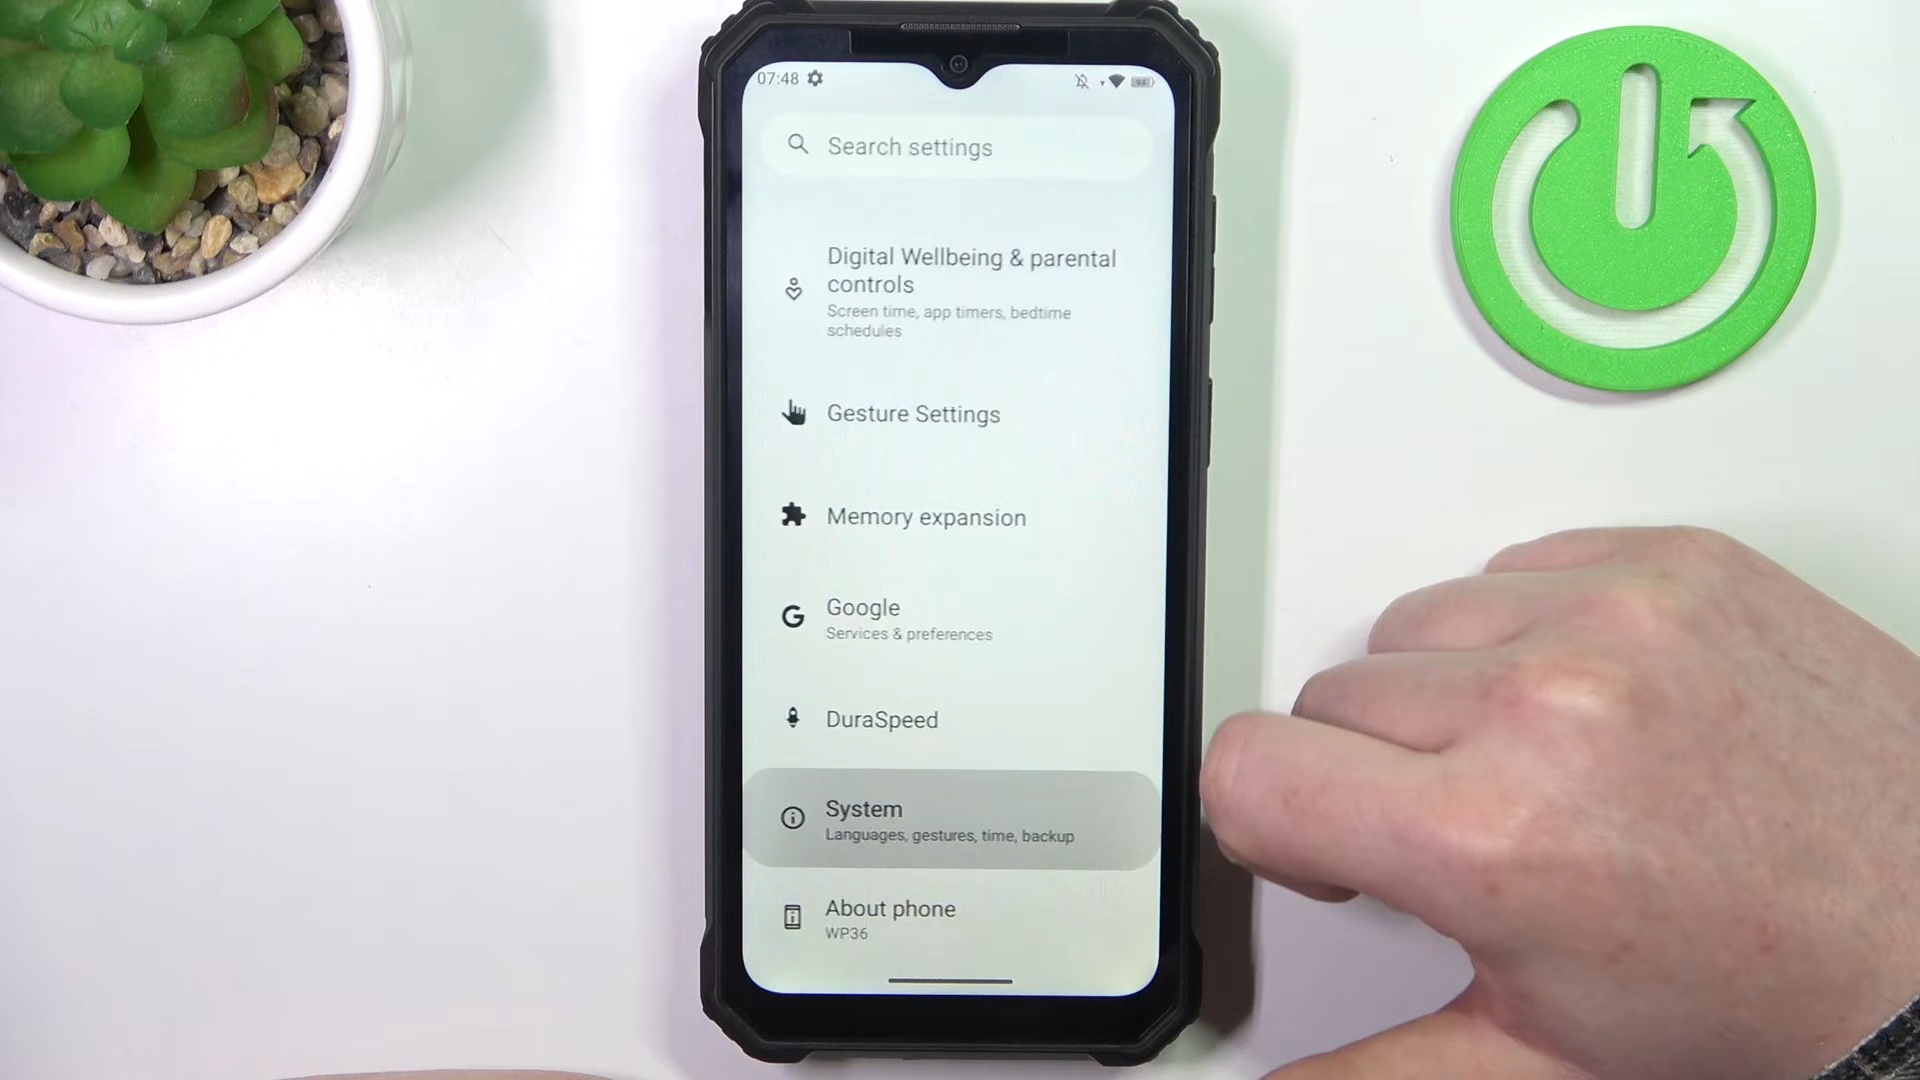 07:48
94
Search settings
Digital Wellbeing & parental
controls
Screen time, app timers, bedtime
schedules
Gesture Settings
Memory expansion
Google
Services & preferences
DuraSpeed
System
Languages, gestures, time, backup
About phone
WP36